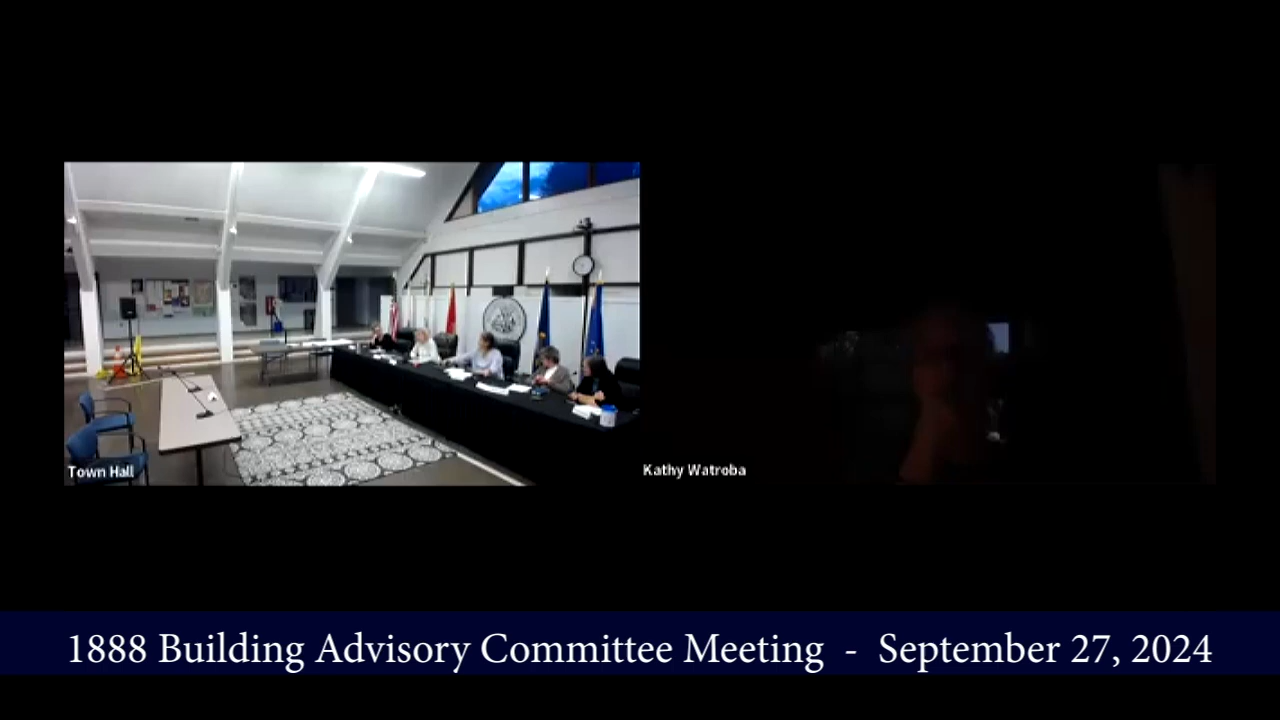 Town Hall
Kathy Watroba
1888 Building Advisory Committee Meeting - September 27, 2024